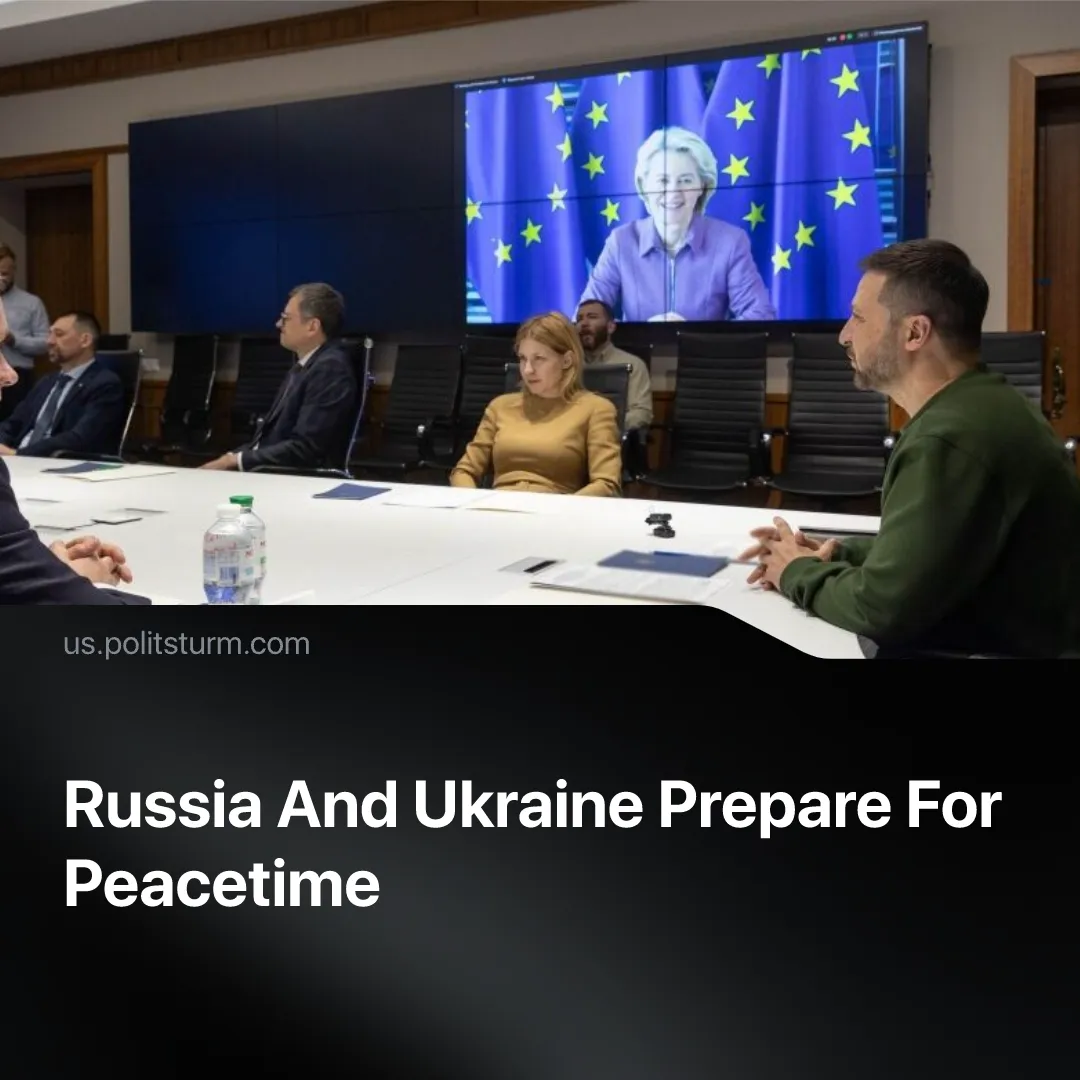 us.politsturm.com
Russia And Ukraine Prepare For
Peacetime